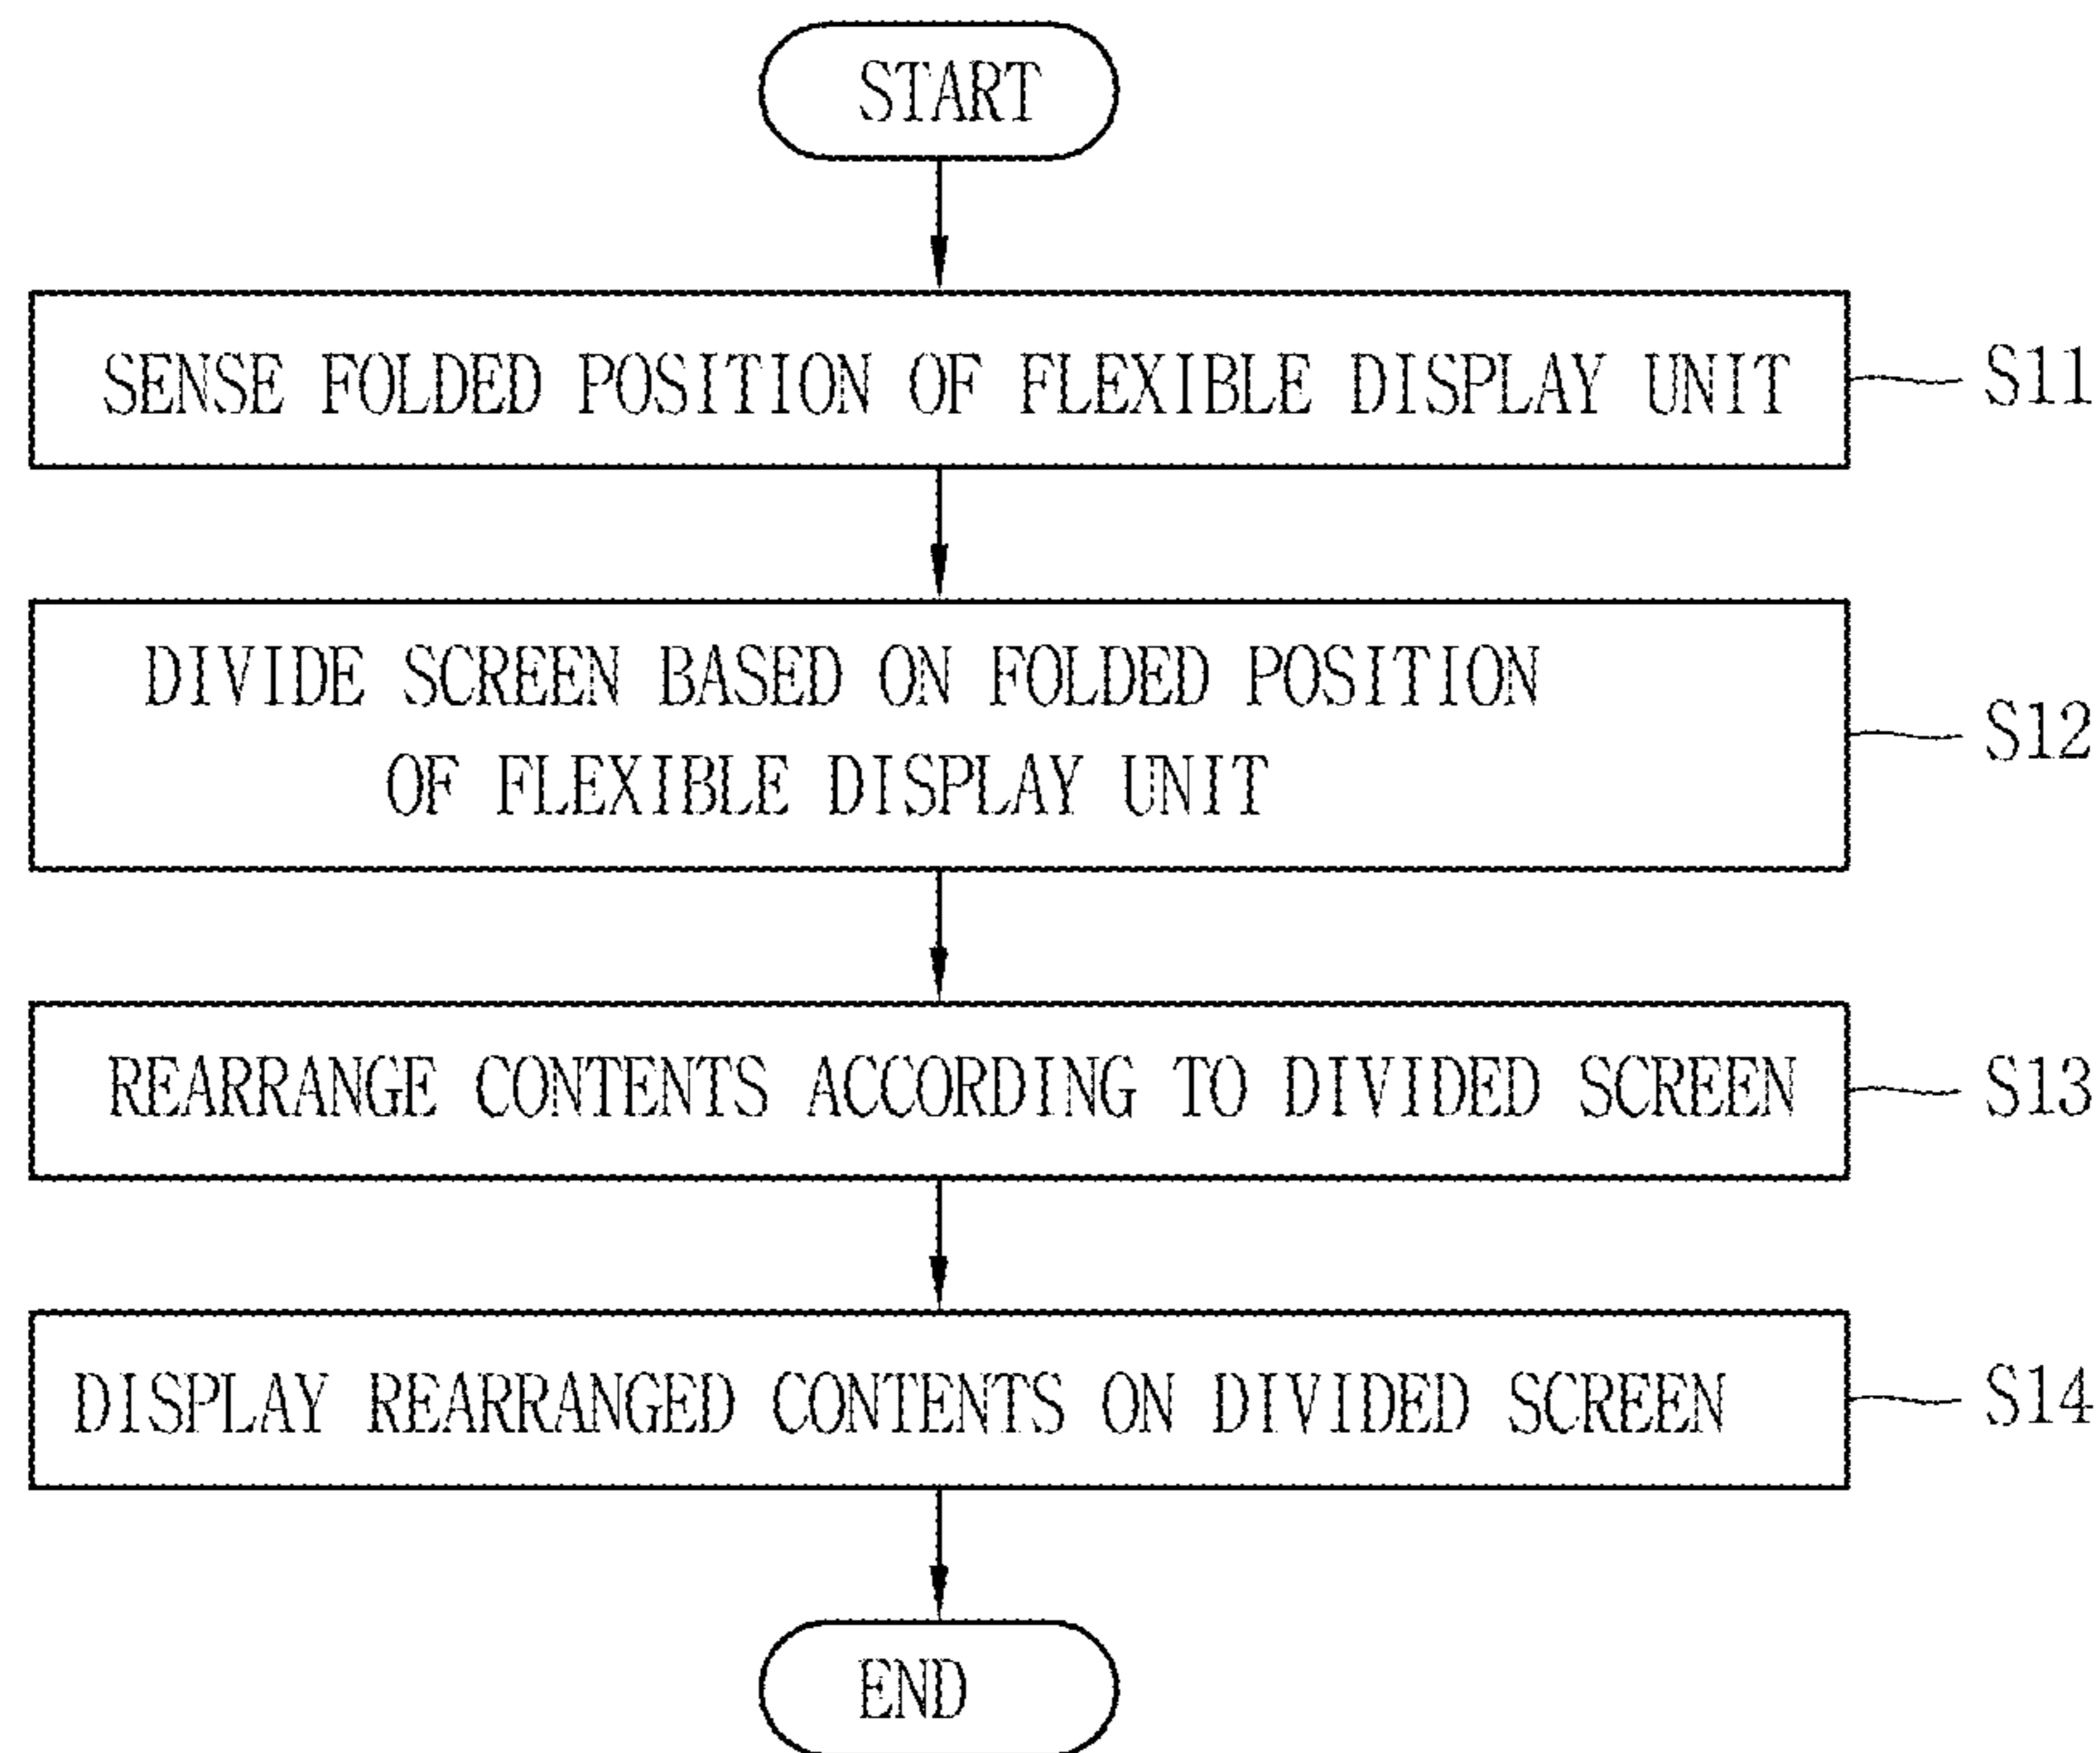 START
SENSE FOLDED POSITION OF FLEXIBLE DISPLAY UNIT
S11
DIVIDE SCREEN BASED ON FOLDED POSITION
OF FLEXIBLE DISPLAY UNIT
S12
REARRANGE CONTENTS ACCORDING TO DIVIDED SCREEN
S13
DISPLAY REARRANGED CONTENTS ON DIVIDED SCREEN
S14
END